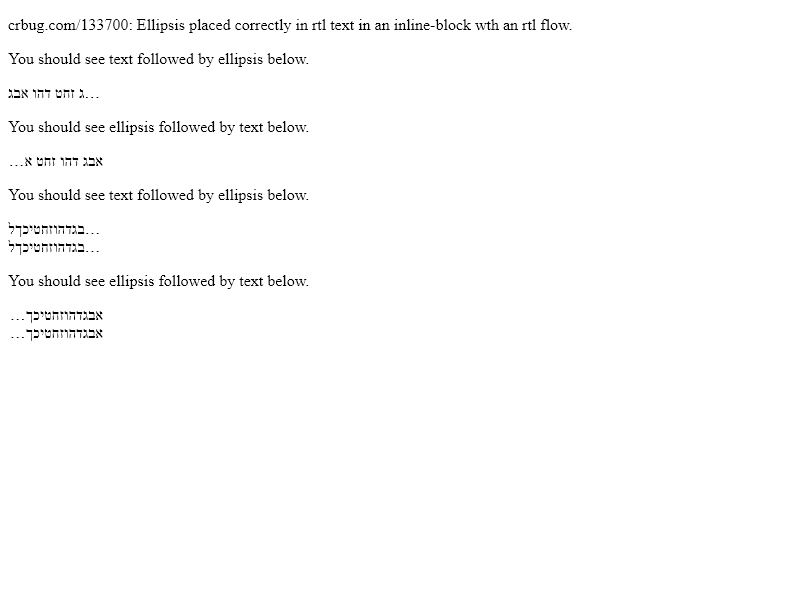 crbug.com/133700: Ellipsis placed correctly in rtl text in an inline-block wth an rtl flow.
You should see text followed by ellipsis below.
ג זחט דהו אבג…
You should see ellipsis followed by text below.
אבג דהו זחט א…
You should see text followed by ellipsis below.
בגדהוזחטיכךל…
בגדהוזחטיכךל…
You should see ellipsis followed by text below.
אבגדהוזחטיכך…
אבגדהוזחטיכך…